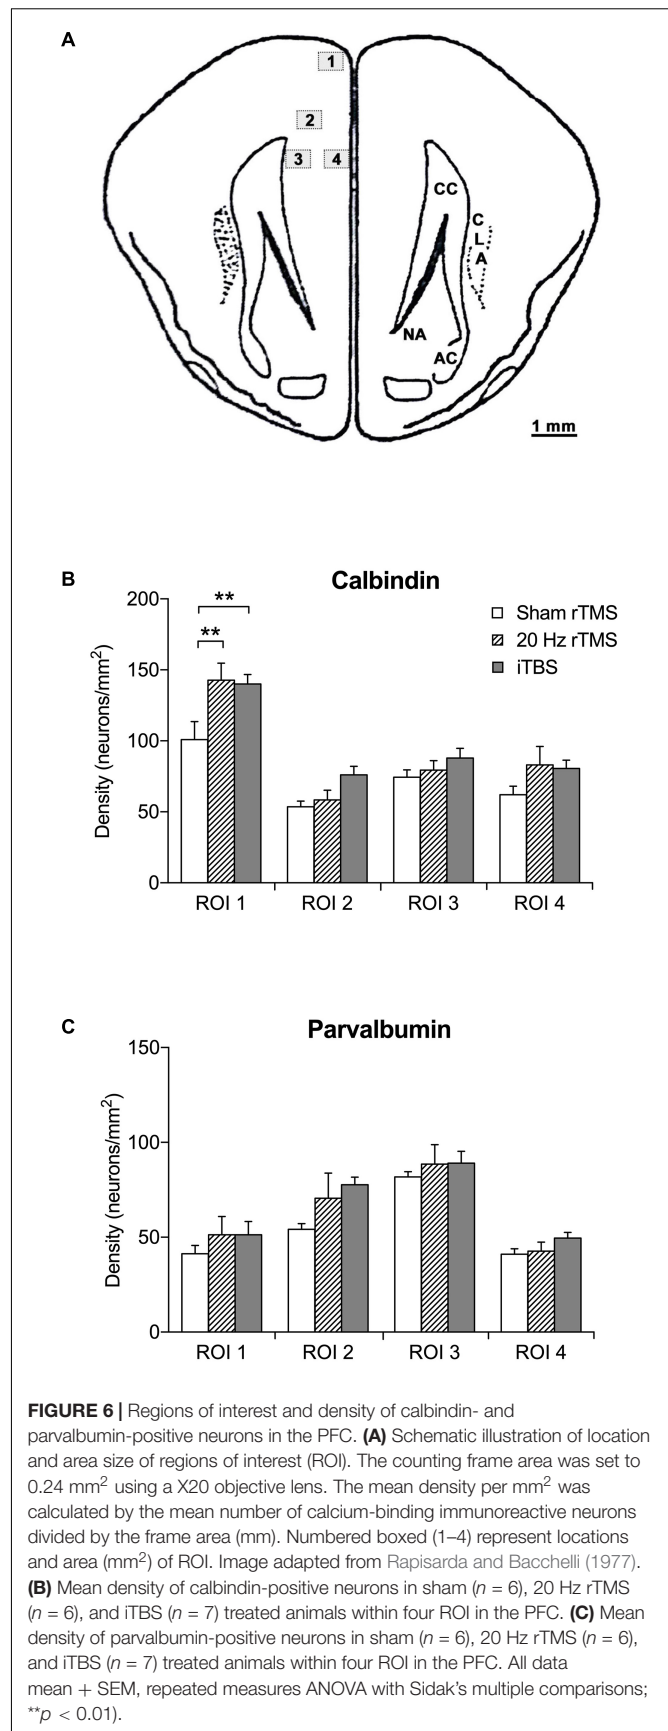 A
1
2
3 4
CC
C
L
A
NA
AC
1 mm
B
Calbindin
200
150
100
50
0
Density (neurons/mm²)
**
**
Sham rTMS
20 Hz rTMS
iTBS
ROI 1 ROI 2 ROI 3 ROI 4
C
Parvalbumin
150
100
50
0
Density (neurons/mm²)
ROI 1 ROI 2 ROI 3 ROI 4
FIGURE 6 | Regions of interest and density of calbindin- and
parvalbumin-positive neurons in the PFC. (A) Schematic illustration of location
and area size of regions of interest (ROI). The counting frame area was set to
0.24 mm² using a X20 objective lens. The mean density per mm² was
calculated by the mean number of calcium-binding immunoreactive neurons
divided by the frame area (mm). Numbered boxed (1–4) represent locations
and area (mm²) of ROI. Image adapted from Rapisarda and Bacchelli (1977).
(B) Mean density of calbindin-positive neurons in sham (n = 6), 20 Hz rTMS
(n = 6), and iTBS (n = 7) treated animals within four ROI in the PFC. (C) Mean
density of parvalbumin-positive neurons in sham (n = 6), 20 Hz rTMS (n = 6),
and iTBS (n = 7) treated animals within four ROI in the PFC. All data
mean + SEM, repeated measures ANOVA with Sidak's multiple comparisons;
**p < 0.01).